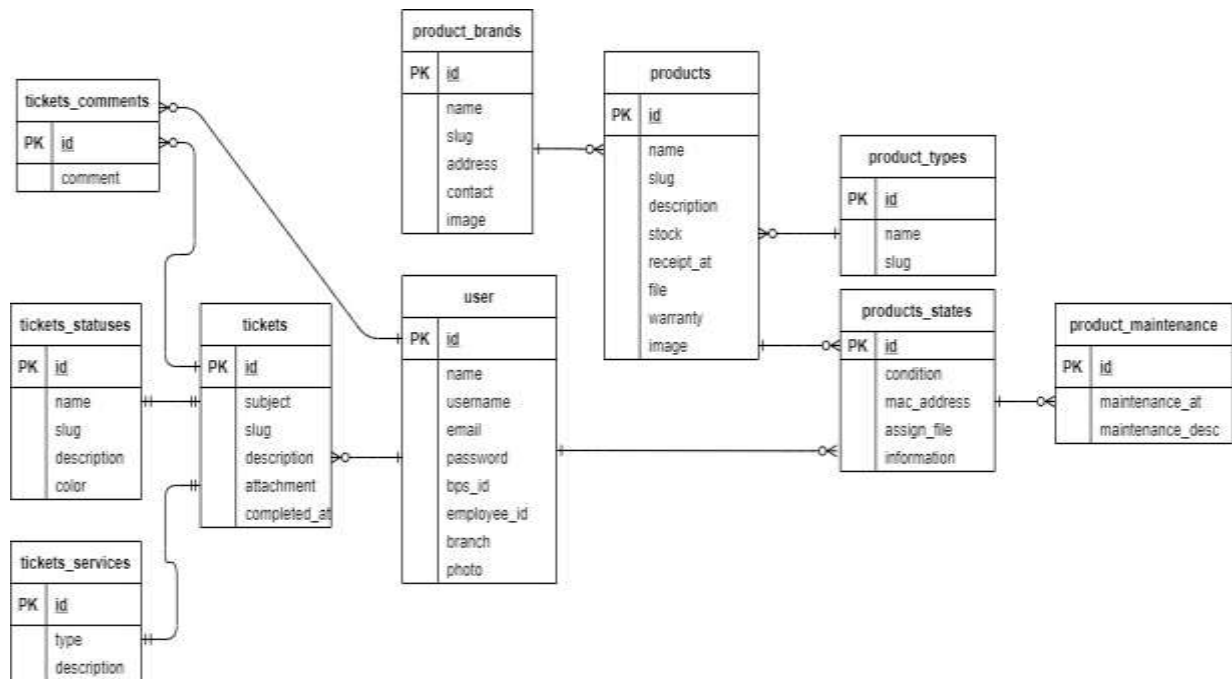 product_brands
PK id
name
slug
address
contact
image
products
PK id
name
slug
description
stock
receipt_at
file
warranty
image
tickets_comments
PK id
comment
product_types
PK id
name
slug
user
PK id
name
username
email
password
bps_id
employee_id
branch
photo
tickets_statuses
PK id
name
slug
description
color
tickets
PK id
subject
slug
description
attachment
completed_at
products_states
PK id
condition
mac_address
assign_file
information
product_maintenance
PK id
maintenance_at
maintenance_desc
tickets_services
PK id
type
description